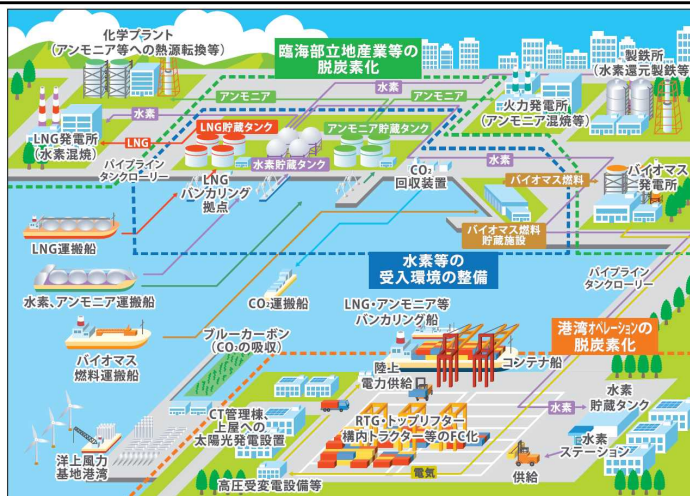 化学プラント
(アンモニア等への熱源転換等)
臨海部立地産業等の
脱炭素化
製鉄所
(水素還元製鉄等)
アンモニア
水素
アンモニア
水素
火力発電所
(アンモニア混焼等)
LNG発電所
(水素混焼)
LNG
LNG貯蔵タンク
アンモニア貯蔵タンク
水素貯蔵タンク
パイプライン
タンクローリー
LNG
バンカリング
拠点
CO₂
回収装置
水素
バイオマス燃料
バイオマス
発電所
バイオマス燃料
貯蔵施設
LNG運搬船
水素等の
受入環境の整備
水素、アンモニア運搬船
CO₂運搬船
LNG・アンモニア等
バンカリング船
パイプライン
タンクローリー
バイオマス
燃料運搬船
ブルーカーボン
(CO₂の吸収)
港湾オペレーションの
脱炭素化
陸上
電力供給
コンテナ船
水素
貯蔵タンク
水素
CT管理棟、
上屋への
太陽光発電設置
RTG・トップリフター
構内トラクター等のFC化
水素
ステーション
洋上風力
基地港湾
電気
供給
高圧受変電設備等